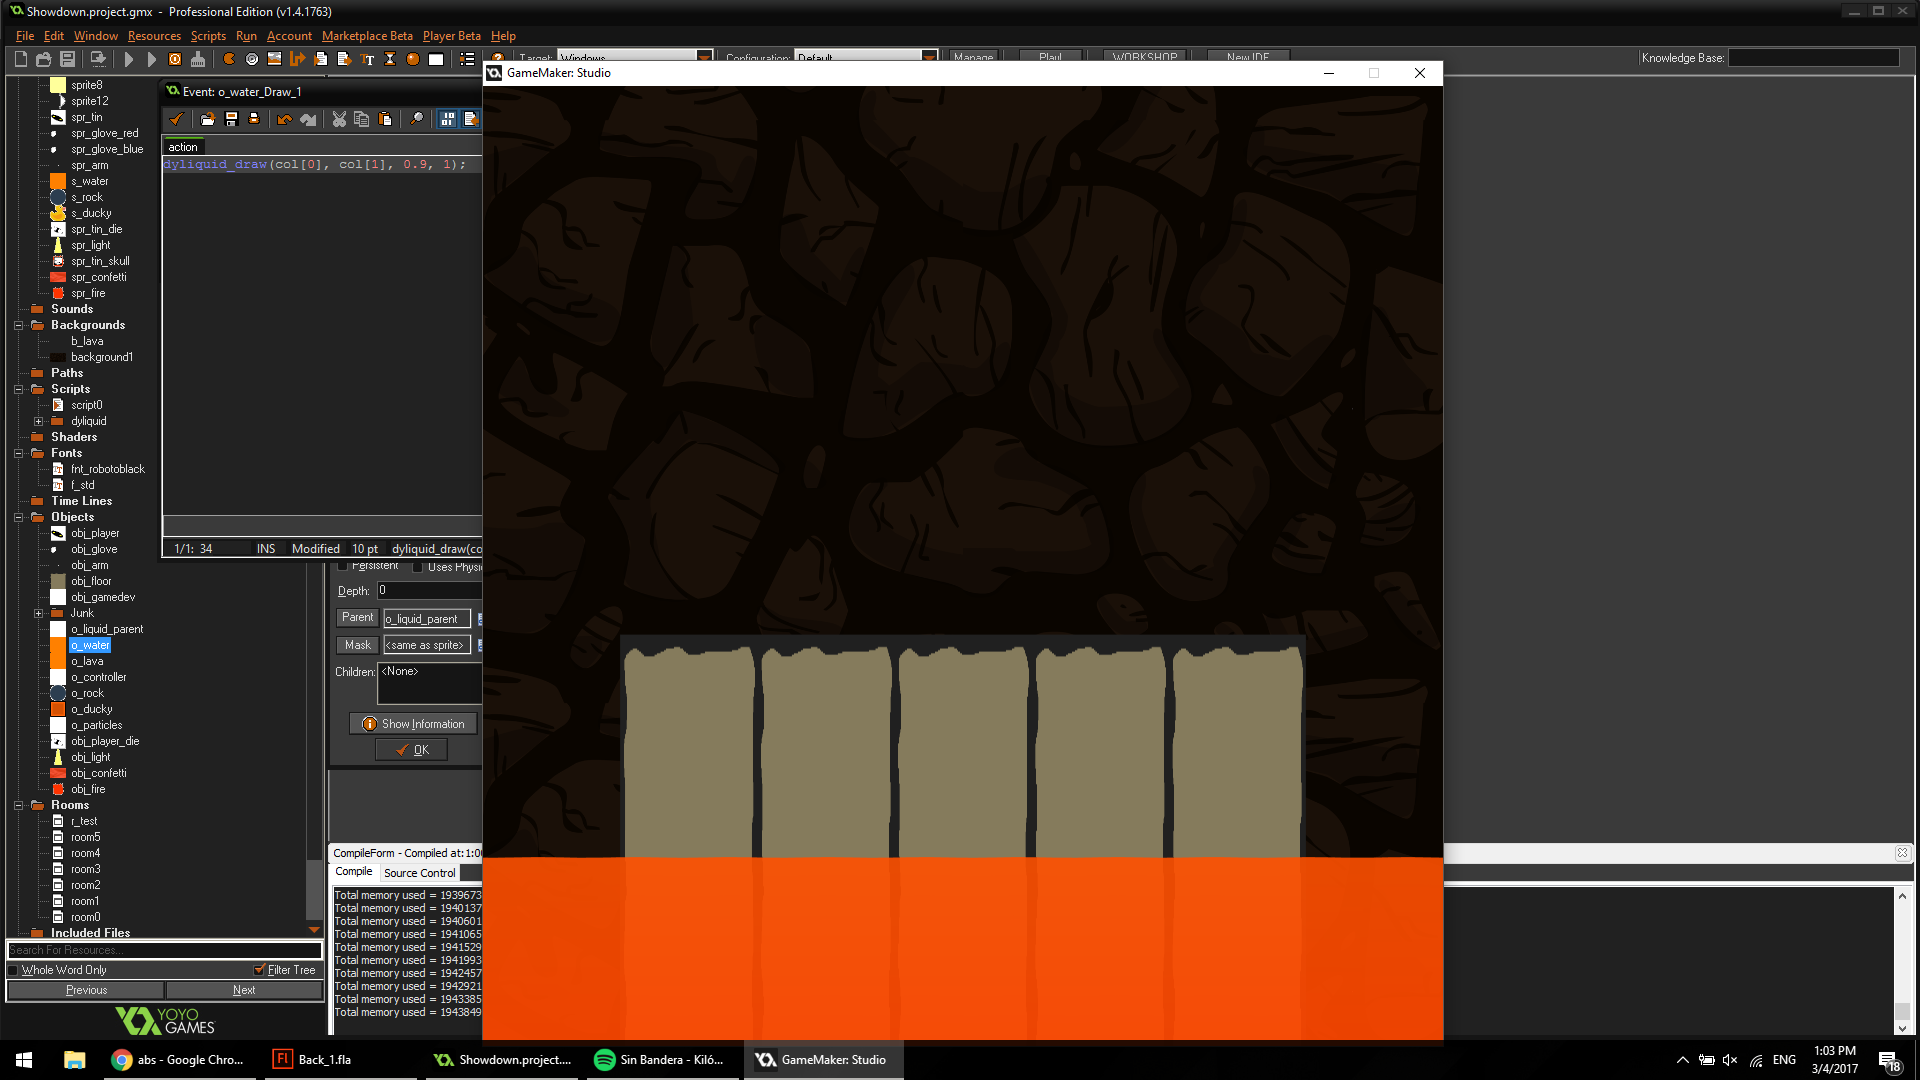 Showdown.project.gmx - Professional Edition (v1.4.1763)
File Edit Window Resources Scripts Run Account Marketplace Beta Player Beta Help
Target: Windows Configuration: Default Manage Play! WORKSHOP New IDE Knowledge Base:
GameMaker: Studio
sprite8
sprite12
spr_tin
spr_glove_red
spr_glove_blue
spr_arm
s_water
s_rock
s_ducky
spr_tin_die
spr_light
spr_tin_skull
spr_confetti
spr_fire
Sounds
Backgrounds
b_lava
background1
Paths
Scripts
script0
dyliquid
Shaders
Fonts
fnt_robotoblack
f_std
Time Lines
Objects
obj_player
obj_glove
obj_arm
obj_floor
obj_gamedev
Junk
o_liquid_parent
o_water
o_lava
o_controller
o_rock
o_ducky
o_particles
obj_player_die
obj_light
obj_confetti
obj_fire
Rooms
r_test
room5
room4
room3
room2
room1
room0
Included Files
Search For Resources...
Whole Word Only Filter Tree
Previous Next
YOYO
GAMES
Event: o_water_Draw_1
action
dyliquid_draw(col[0], col[1], 0.9, 1);
1/1: 34 INS Modified 10 pt dyliquid_draw(co
Persistent Uses Physi
Depth: 0
Parent o_liquid_parent
Mask <same as sprite>
Children: <None>
Show Information
OK
CompileForm - Compiled at: 1:0
Compile Source Control
Total memory used = 1939673
Total memory used = 1940137
Total memory used = 1940601
Total memory used = 1941065
Total memory used = 1941529
Total memory used = 1941993
Total memory used = 1942457
Total memory used = 1942921
Total memory used = 1943385
Total memory used = 1943849
abs - Google Chro...
Fl Back_1.fla
Showdown.project....
Sin Bandera - Kiló...
GameMaker: Studio
ENG
1:03 PM
3/4/2017
18